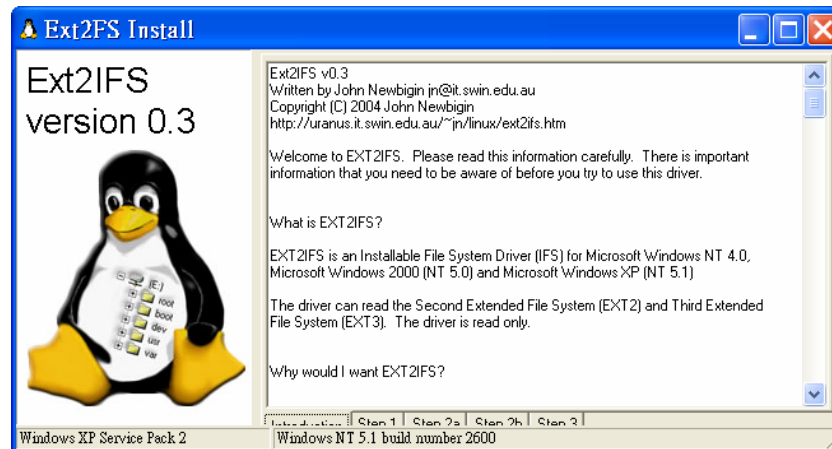 Ext2FS Install
Ext2IFS
version 0.3
(E:)
root
boot
dev
usr
var
Ext2IFS v0.3
Written by John Newbigin jn@it.swin.edu.au
Copyright (C) 2004 John Newbigin
http://uranus.it.swin.edu.au/~jn/linux/ext2ifs.htm
Welcome to EXT2IFS.  Please read this information carefully.  There is important
information that you need to be aware of before you try to use this driver.
What is EXT2IFS?
EXT2IFS is an Installable File System Driver (IFS) for Microsoft Windows NT 4.0,
Microsoft Windows 2000 (NT 5.0) and Microsoft Windows XP (NT 5.1)
The driver can read the Second Extended File System (EXT2) and Third Extended
File System (EXT3).  The driver is read only.
Why would I want EXT2IFS?
Introduction Step 1 Step 2a Step 2b Step 3
Windows XP Service Pack 2
Windows NT 5.1 build number 2600